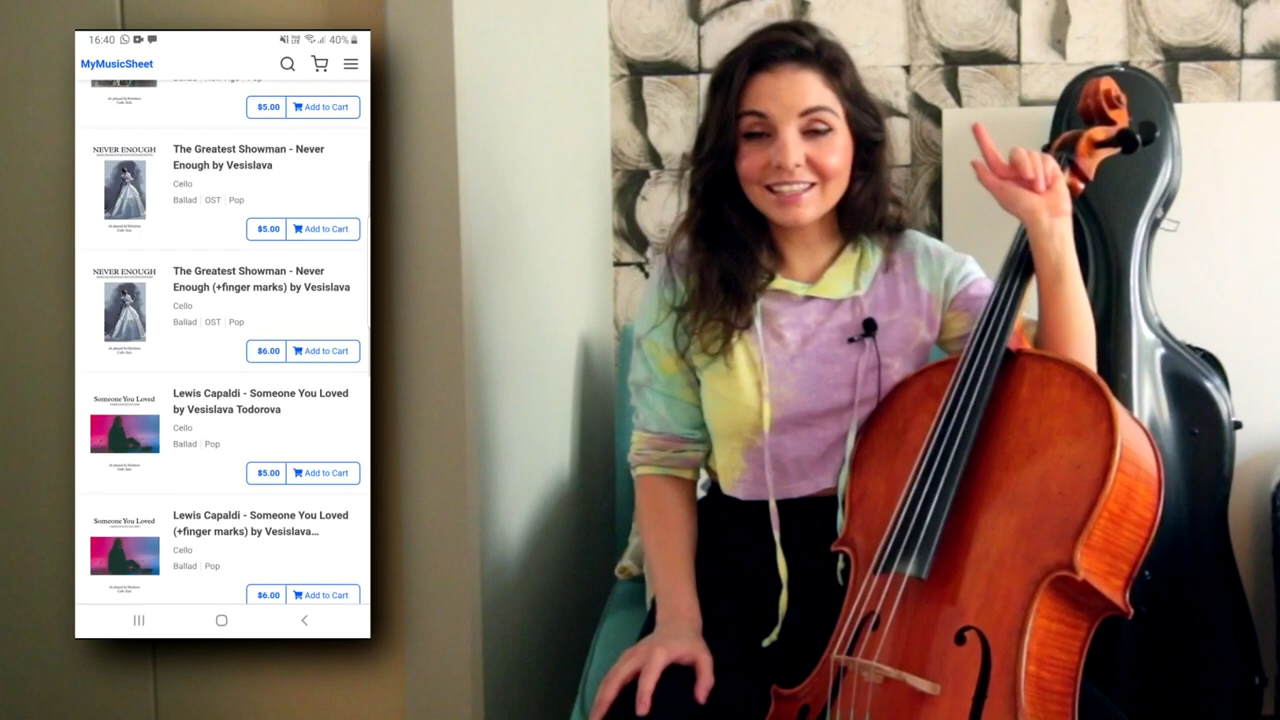 16:40
40%
MyMusicSheet
$5.00 Add to Cart
NEVER ENOUGH
The Greatest Showman - Never
Enough by Vesislava
Cello
Ballad | OST | Pop
$5.00 Add to Cart
NEVER ENOUGH
The Greatest Showman - Never
Enough (+finger marks) by Vesislava
Cello
Ballad | OST | Pop
$6.00 Add to Cart
Someone You Loved
Lewis Capaldi - Someone You Loved
by Vesislava Todorova
Cello
Ballad | Pop
$5.00 Add to Cart
Someone You Loved
Lewis Capaldi - Someone You Loved
(+finger marks) by Vesislava…
Cello
Ballad | Pop
$6.00 Add to Cart